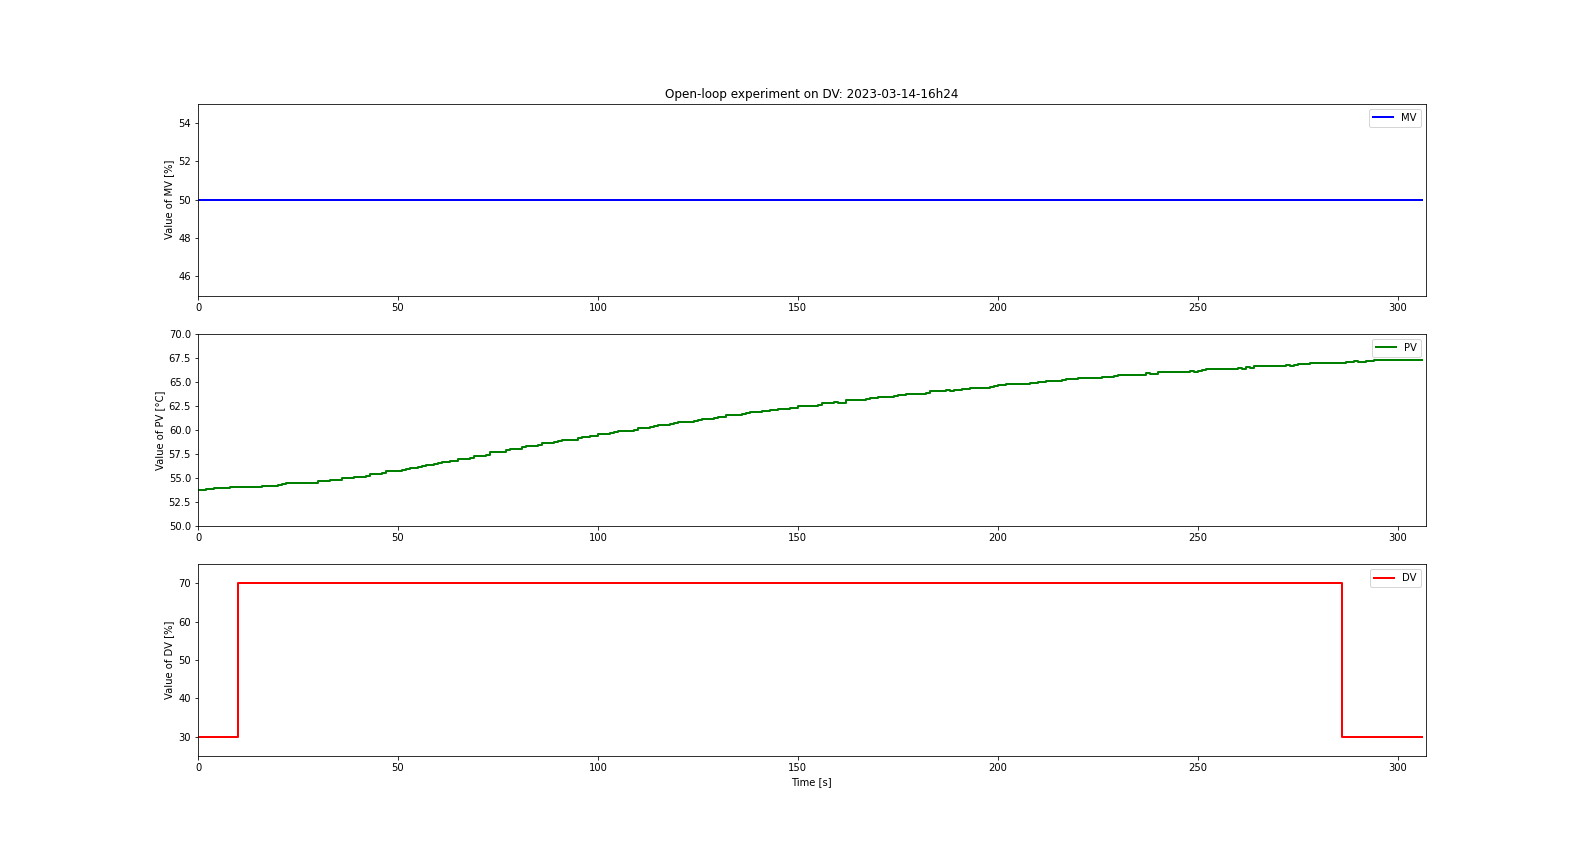 Open-loop experiment on DV: 2023-03-14-16h24
MV
Value of MV [%]
54
52
50
48
46
0 50 100 150 200 250 300
PV
Value of PV [°C]
70.0
67.5
65.0
62.5
60.0
57.5
55.0
52.5
50.0
0 50 100 150 200 250 300
DV
Value of DV [%]
70
60
50
40
30
0 50 100 150 200 250 300
Time [s]